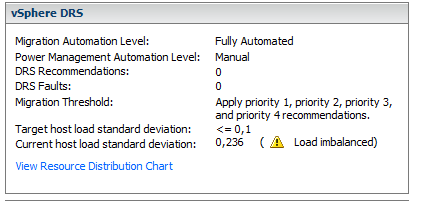 vSphere DRS
Migration Automation Level: Fully Automated
Power Management Automation Level: Manual
DRS Recommendations: 0
DRS Faults: 0
Migration Threshold: Apply priority 1, priority 2, priority 3,
and priority 4 recommendations.
Target host load standard deviation: <= 0,1
Current host load standard deviation: 0,236 ( Load imbalanced)
View Resource Distribution Chart